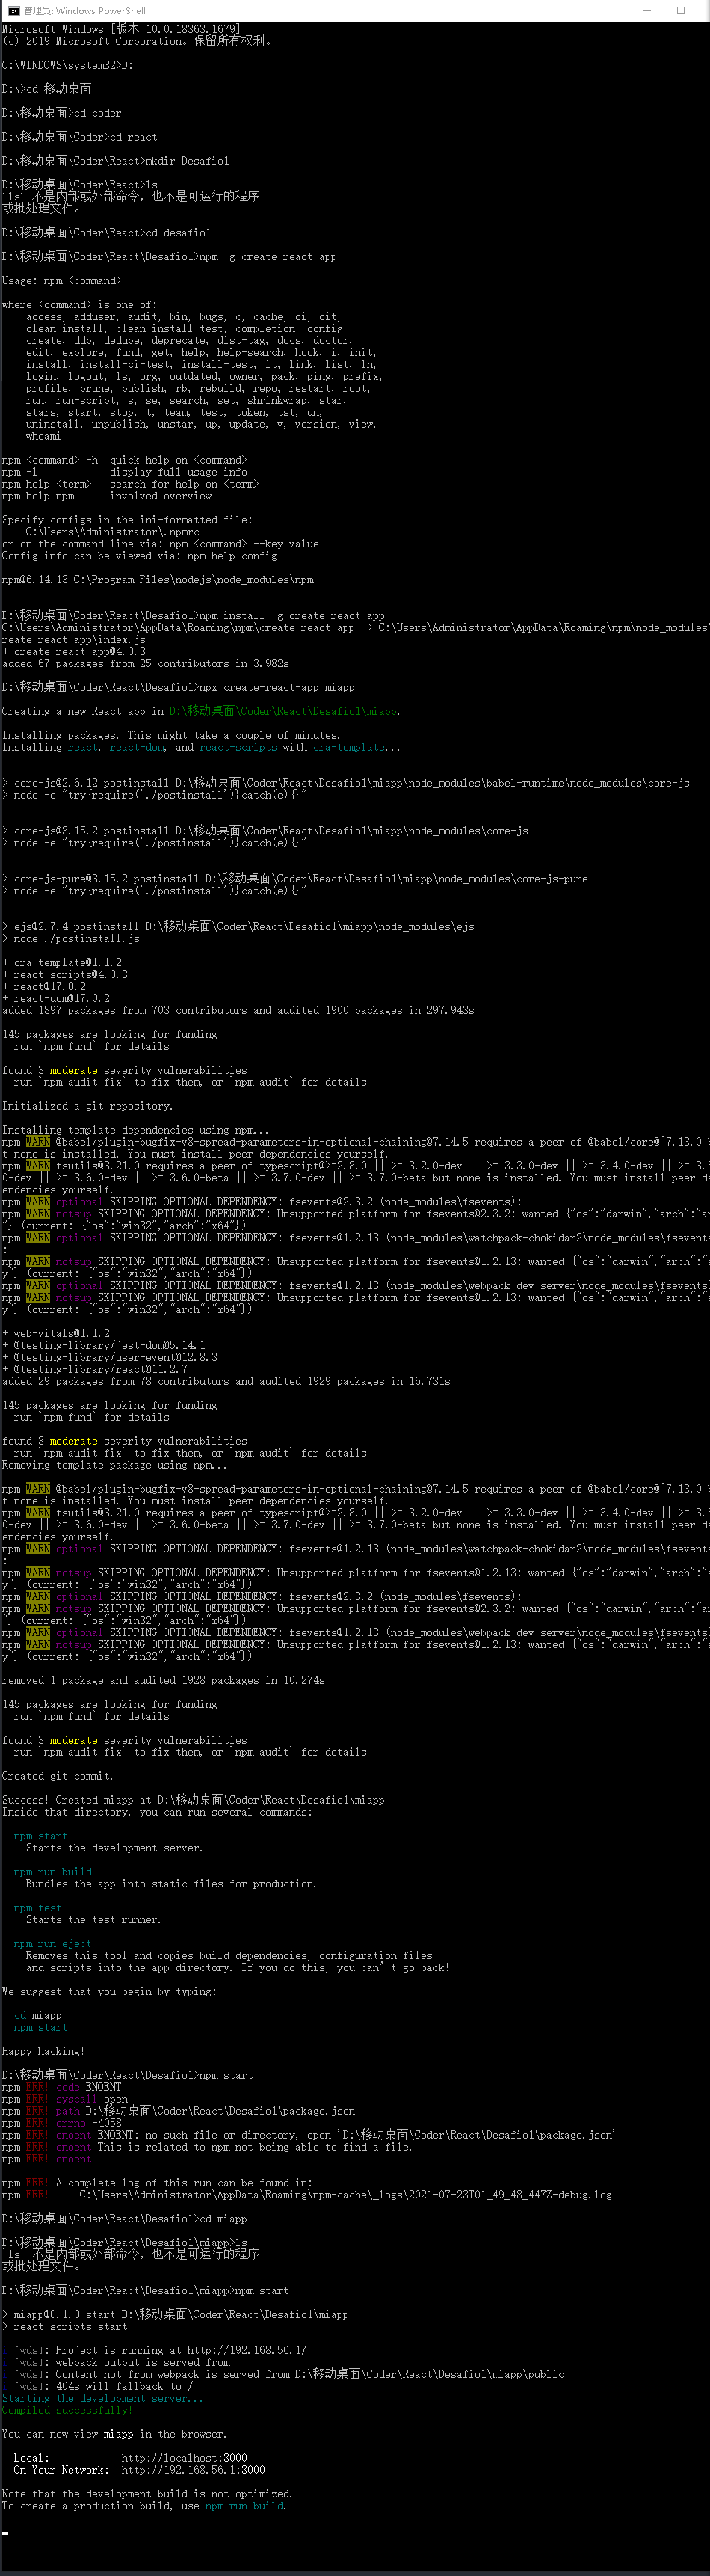 管理员: Windows PowerShell
Microsoft Windows [版本 10.0.18363.1679]
(c) 2019 Microsoft Corporation。保留所有权利。
C:\WINDOWS\system32>D:
D:\>cd 移动桌面
D:\移动桌面>cd coder
D:\移动桌面\Coder>cd react
D:\移动桌面\Coder\React>mkdir Desafio1
D:\移动桌面\Coder\React>ls
'ls' 不是内部或外部命令，也不是可运行的程序
或批处理文件。
D:\移动桌面\Coder\React>cd desafio1
D:\移动桌面\Coder\React\Desafio1>npm -g create-react-app
Usage: npm <command>
where <command> is one of:
    access, adduser, audit, bin, bugs, c, cache, ci, cit,
    clean-install, clean-install-test, completion, config,
    create, ddp, dedupe, deprecate, dist-tag, docs, doctor,
    edit, explore, fund, get, help, help-search, hook, i, init,
    install, install-ci-test, install-test, it, link, list, ln,
    login, logout, ls, org, outdated, owner, pack, ping, prefix,
    profile, prune, publish, rb, rebuild, repo, restart, root,
    run, run-script, s, se, search, set, shrinkwrap, star,
    stars, start, stop, t, team, test, token, tst, un,
    uninstall, unpublish, unstar, up, update, v, version, view,
    whoami
npm <command> -h  quick help on <command>
npm -l            display full usage info
npm help <term>   search for help on <term>
npm help npm      involved overview
Specify configs in the ini-formatted file:
    C:\Users\Administrator\.npmrc
or on the command line via: npm <command> --key value
Config info can be viewed via: npm help config
npm@6.14.13 C:\Program Files\nodejs\node_modules\npm
D:\移动桌面\Coder\React\Desafio1>npm install -g create-react-app
C:\Users\Administrator\AppData\Roaming\npm\create-react-app -> C:\Users\Administrator\AppData\Roaming\npm\node_modules\
reate-react-app\index.js
+ create-react-app@4.0.3
added 67 packages from 25 contributors in 3.982s
D:\移动桌面\Coder\React\Desafio1>npx create-react-app miapp
Creating a new React app in D:\移动桌面\Coder\React\Desafio1\miapp.
Installing packages. This might take a couple of minutes.
Installing react, react-dom, and react-scripts with cra-template...
> core-js@2.6.12 postinstall D:\移动桌面\Coder\React\Desafio1\miapp\node_modules\babel-runtime\node_modules\core-js
> node -e "try{require('./postinstall')}catch(e){}"
> core-js@3.15.2 postinstall D:\移动桌面\Coder\React\Desafio1\miapp\node_modules\core-js
> node -e "try{require('./postinstall')}catch(e){}"
> core-js-pure@3.15.2 postinstall D:\移动桌面\Coder\React\Desafio1\miapp\node_modules\core-js-pure
> node -e "try{require('./postinstall')}catch(e){}"
> ejs@2.7.4 postinstall D:\移动桌面\Coder\React\Desafio1\miapp\node_modules\ejs
> node ./postinstall.js
+ cra-template@1.1.2
+ react-scripts@4.0.3
+ react@17.0.2
+ react-dom@17.0.2
added 1897 packages from 703 contributors and audited 1900 packages in 297.943s
145 packages are looking for funding
  run `npm fund` for details
found 3 moderate severity vulnerabilities
  run `npm audit fix` to fix them, or `npm audit` for details
Initialized a git repository.
Installing template dependencies using npm...
npm WARN @babel/plugin-bugfix-v8-spread-parameters-in-optional-chaining@7.14.5 requires a peer of @babel/core@^7.13.0 b
t none is installed. You must install peer dependencies yourself.
npm WARN tsutils@3.21.0 requires a peer of typescript@>=2.8.0 || >= 3.2.0-dev || >= 3.3.0-dev || >= 3.4.0-dev || >= 3.5
0-dev || >= 3.6.0-dev || >= 3.6.0-beta || >= 3.7.0-dev || >= 3.7.0-beta but none is installed. You must install peer de
endencies yourself.
npm WARN optional SKIPPING OPTIONAL DEPENDENCY: fsevents@2.3.2 (node_modules\fsevents):
npm WARN notsup SKIPPING OPTIONAL DEPENDENCY: Unsupported platform for fsevents@2.3.2: wanted {"os":"darwin","arch":"an
"} (current: {"os":"win32","arch":"x64"})
npm WARN optional SKIPPING OPTIONAL DEPENDENCY: fsevents@1.2.13 (node_modules\watchpack-chokidar2\node_modules\fsevents
:
npm WARN notsup SKIPPING OPTIONAL DEPENDENCY: Unsupported platform for fsevents@1.2.13: wanted {"os":"darwin","arch":"a
y"} (current: {"os":"win32","arch":"x64"})
npm WARN optional SKIPPING OPTIONAL DEPENDENCY: fsevents@1.2.13 (node_modules\webpack-dev-server\node_modules\fsevents)
npm WARN notsup SKIPPING OPTIONAL DEPENDENCY: Unsupported platform for fsevents@1.2.13: wanted {"os":"darwin","arch":"a
y"} (current: {"os":"win32","arch":"x64"})
+ web-vitals@1.1.2
+ @testing-library/jest-dom@5.14.1
+ @testing-library/user-event@12.8.3
+ @testing-library/react@11.2.7
added 29 packages from 78 contributors and audited 1929 packages in 16.731s
145 packages are looking for funding
  run `npm fund` for details
found 3 moderate severity vulnerabilities
  run `npm audit fix` to fix them, or `npm audit` for details
Removing template package using npm...
npm WARN @babel/plugin-bugfix-v8-spread-parameters-in-optional-chaining@7.14.5 requires a peer of @babel/core@^7.13.0 b
t none is installed. You must install peer dependencies yourself.
npm WARN tsutils@3.21.0 requires a peer of typescript@>=2.8.0 || >= 3.2.0-dev || >= 3.3.0-dev || >= 3.4.0-dev || >= 3.5
0-dev || >= 3.6.0-dev || >= 3.6.0-beta || >= 3.7.0-dev || >= 3.7.0-beta but none is installed. You must install peer de
endencies yourself.
npm WARN optional SKIPPING OPTIONAL DEPENDENCY: fsevents@1.2.13 (node_modules\watchpack-chokidar2\node_modules\fsevents
:
npm WARN notsup SKIPPING OPTIONAL DEPENDENCY: Unsupported platform for fsevents@1.2.13: wanted {"os":"darwin","arch":"a
y"} (current: {"os":"win32","arch":"x64"})
npm WARN optional SKIPPING OPTIONAL DEPENDENCY: fsevents@2.3.2 (node_modules\fsevents):
npm WARN notsup SKIPPING OPTIONAL DEPENDENCY: Unsupported platform for fsevents@2.3.2: wanted {"os":"darwin","arch":"an
"} (current: {"os":"win32","arch":"x64"})
npm WARN optional SKIPPING OPTIONAL DEPENDENCY: fsevents@1.2.13 (node_modules\webpack-dev-server\node_modules\fsevents)
npm WARN notsup SKIPPING OPTIONAL DEPENDENCY: Unsupported platform for fsevents@1.2.13: wanted {"os":"darwin","arch":"a
y"} (current: {"os":"win32","arch":"x64"})
removed 1 package and audited 1928 packages in 10.274s
145 packages are looking for funding
  run `npm fund` for details
found 3 moderate severity vulnerabilities
  run `npm audit fix` to fix them, or `npm audit` for details
Created git commit.
Success! Created miapp at D:\移动桌面\Coder\React\Desafio1\miapp
Inside that directory, you can run several commands:
  npm start
    Starts the development server.
  npm run build
    Bundles the app into static files for production.
  npm test
    Starts the test runner.
  npm run eject
    Removes this tool and copies build dependencies, configuration files
    and scripts into the app directory. If you do this, you can’t go back!
We suggest that you begin by typing:
  cd miapp
  npm start
Happy hacking!
D:\移动桌面\Coder\React\Desafio1>npm start
npm ERR! code ENOENT
npm ERR! syscall open
npm ERR! path D:\移动桌面\Coder\React\Desafio1\package.json
npm ERR! errno -4058
npm ERR! enoent ENOENT: no such file or directory, open 'D:\移动桌面\Coder\React\Desafio1\package.json'
npm ERR! enoent This is related to npm not being able to find a file.
npm ERR! enoent
npm ERR! A complete log of this run can be found in:
npm ERR!     C:\Users\Administrator\AppData\Roaming\npm-cache\_logs\2021-07-23T01_49_48_447Z-debug.log
D:\移动桌面\Coder\React\Desafio1>cd miapp
D:\移动桌面\Coder\React\Desafio1\miapp>ls
'ls' 不是内部或外部命令，也不是可运行的程序
或批处理文件。
D:\移动桌面\Coder\React\Desafio1\miapp>npm start
> miapp@0.1.0 start D:\移动桌面\Coder\React\Desafio1\miapp
> react-scripts start
i ｢wds｣: Project is running at http://192.168.56.1/
i ｢wds｣: webpack output is served from
i ｢wds｣: Content not from webpack is served from D:\移动桌面\Coder\React\Desafio1\miapp\public
i ｢wds｣: 404s will fallback to /
Starting the development server...
Compiled successfully!
You can now view miapp in the browser.
  Local:            http://localhost:3000
  On Your Network:  http://192.168.56.1:3000
Note that the development build is not optimized.
To create a production build, use npm run build.